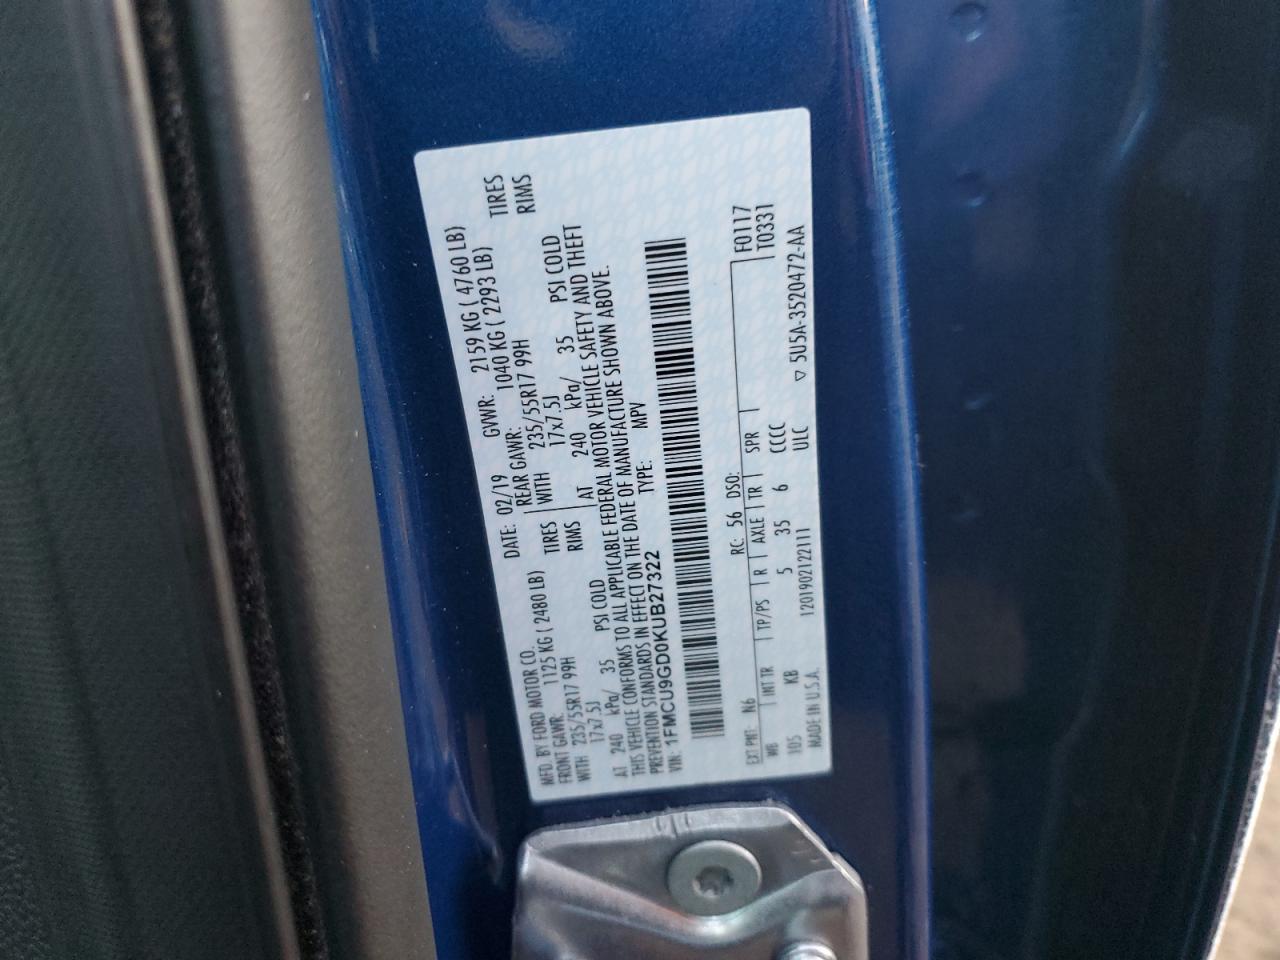 MFD. BY FORD MOTOR CO. DATE: 02/19 GVWR: 2159 KG ( 4760 LB)
FRONT GAWR: 1125 KG ( 2480 LB) REAR GAWR: 1040 KG ( 2293 LB)
WITH 235/55R17 99H TIRES WITH 235/55R17 99H TIRES
17x7.5J RIMS 17x7.5J RIMS
AT 240 kPa/ 35 PSI COLD AT 240 kPa/ 35 PSI COLD
THIS VEHICLE CONFORMS TO ALL APPLICABLE FEDERAL MOTOR VEHICLE SAFETY AND THEFT
PREVENTION STANDARDS IN EFFECT ON THE DATE OF MANUFACTURE SHOWN ABOVE.
VIN: 1FMCU9GD0KUB27322 TYPE: MPV
EXT PNT: N6 RC: 56 DSO: F0117
WB INT TR TP/PS R AXLE TR SPR T0331
105 KB 5 35 6 CCCC
MADE IN U.S.A. 1201902122111 ULC ▽ 5U5A-3520472-AA